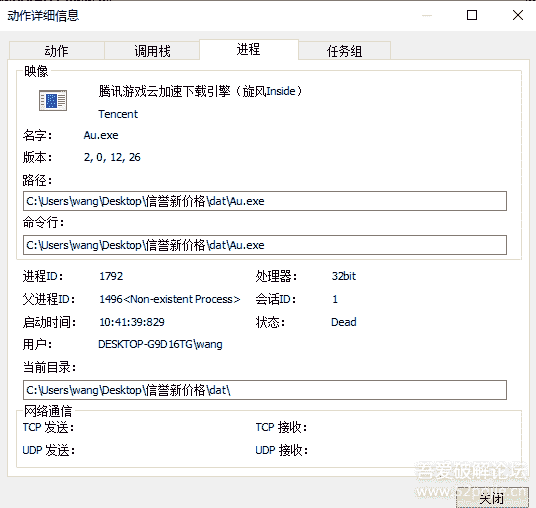 动作详细信息
动作 调用栈 进程 任务组
映像
腾讯游戏云加速下载引擎（旋风Inside）
Tencent
名字： Au.exe
版本： 2, 0, 12, 26
路径：
C:\Users\wang\Desktop\信誉新价格\dat\Au.exe
命令行：
C:\Users\wang\Desktop\信誉新价格\dat\Au.exe
进程ID： 1792 处理器： 32bit
父进程ID： 1496<Non-existent Process> 会话ID： 1
启动时间： 10:41:39:829 状态： Dead
用户： DESKTOP-G9D16TG\wang
当前目录：
C:\Users\wang\Desktop\信誉新价格\dat\
网络通信
TCP 发送： TCP 接收：
UDP 发送： UDP 接收：
吾爱破解论坛
www.52pojie.cn
关闭